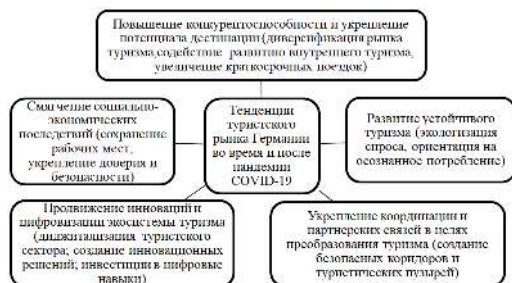 Повышение конкурентоспособности и укрепление
потенциала дестинации (диверсификация рынка
туризма,содействие развитию внутреннего туризма,
увеличение краткосрочных поездок)
Смягчение социально-
экономических
последствий (сохранение
рабочих мест,
укрепление доверия и
безопасности)
Тенденции
туристского
рынка Германии
во время и после
пандемии
COVID-19
Развитие устойчивого
туризма (экологизация
спроса, ориентация на
осознанное потребление)
Продвижение инноваций и
цифровизации экосистемы туризма
(диджитализация туристского
сектора; создание инновационных
решений; инвестиции в цифровые
навыки)
Укрепление координации и
партнерских связей в целях
преобразования туризма (создание
безопасных коридоров и
туристических пузырей)